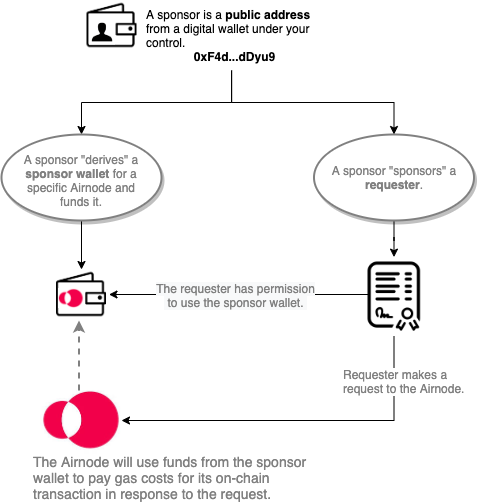 A sponsor is a public address
from a digital wallet under your
control.
0xF4d...dDyu9
A sponsor "derives" a
sponsor wallet for a
specific Airnode and
funds it.
A sponsor "sponsors" a
requester.
The requester has permission
to use the sponsor wallet.
Requester makes a
request to the Airnode.
The Airnode will use funds from the sponsor
wallet to pay gas costs for its on-chain
transaction in response to the request.